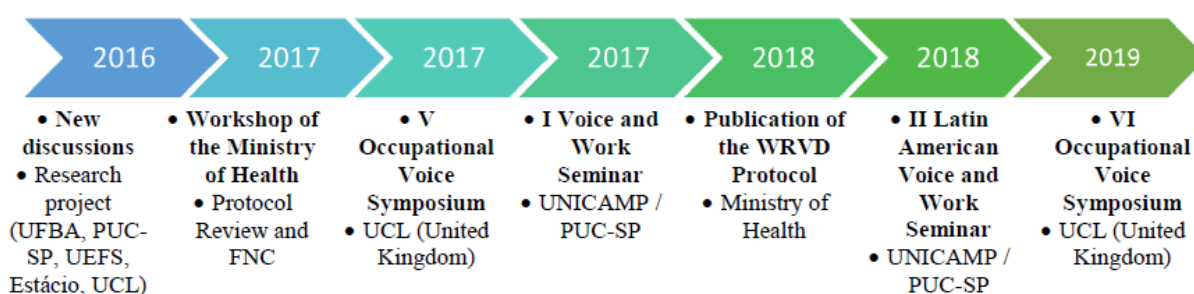 2016
2017
2017
2017
2018
2018
2019
• New
discussions
• Research
project
(UFBA, PUC-
SP, UEFS,
Estácio, UCL)
• Workshop of
the Ministry
of Health
• Protocol
Review and
FNC
• V
Occupational
Voice
Symposium
• UCL (United
Kingdom)
• I Voice and
Work
Seminar
• UNICAMP /
PUC-SP
• Publication of
the WRVD
Protocol
• Ministry of
Health
• II Latin
American
Voice and
Work
Seminar
• UNICAMP /
PUC-SP
• VI
Occupational
Voice
Symposium
• UCL (United
Kingdom)